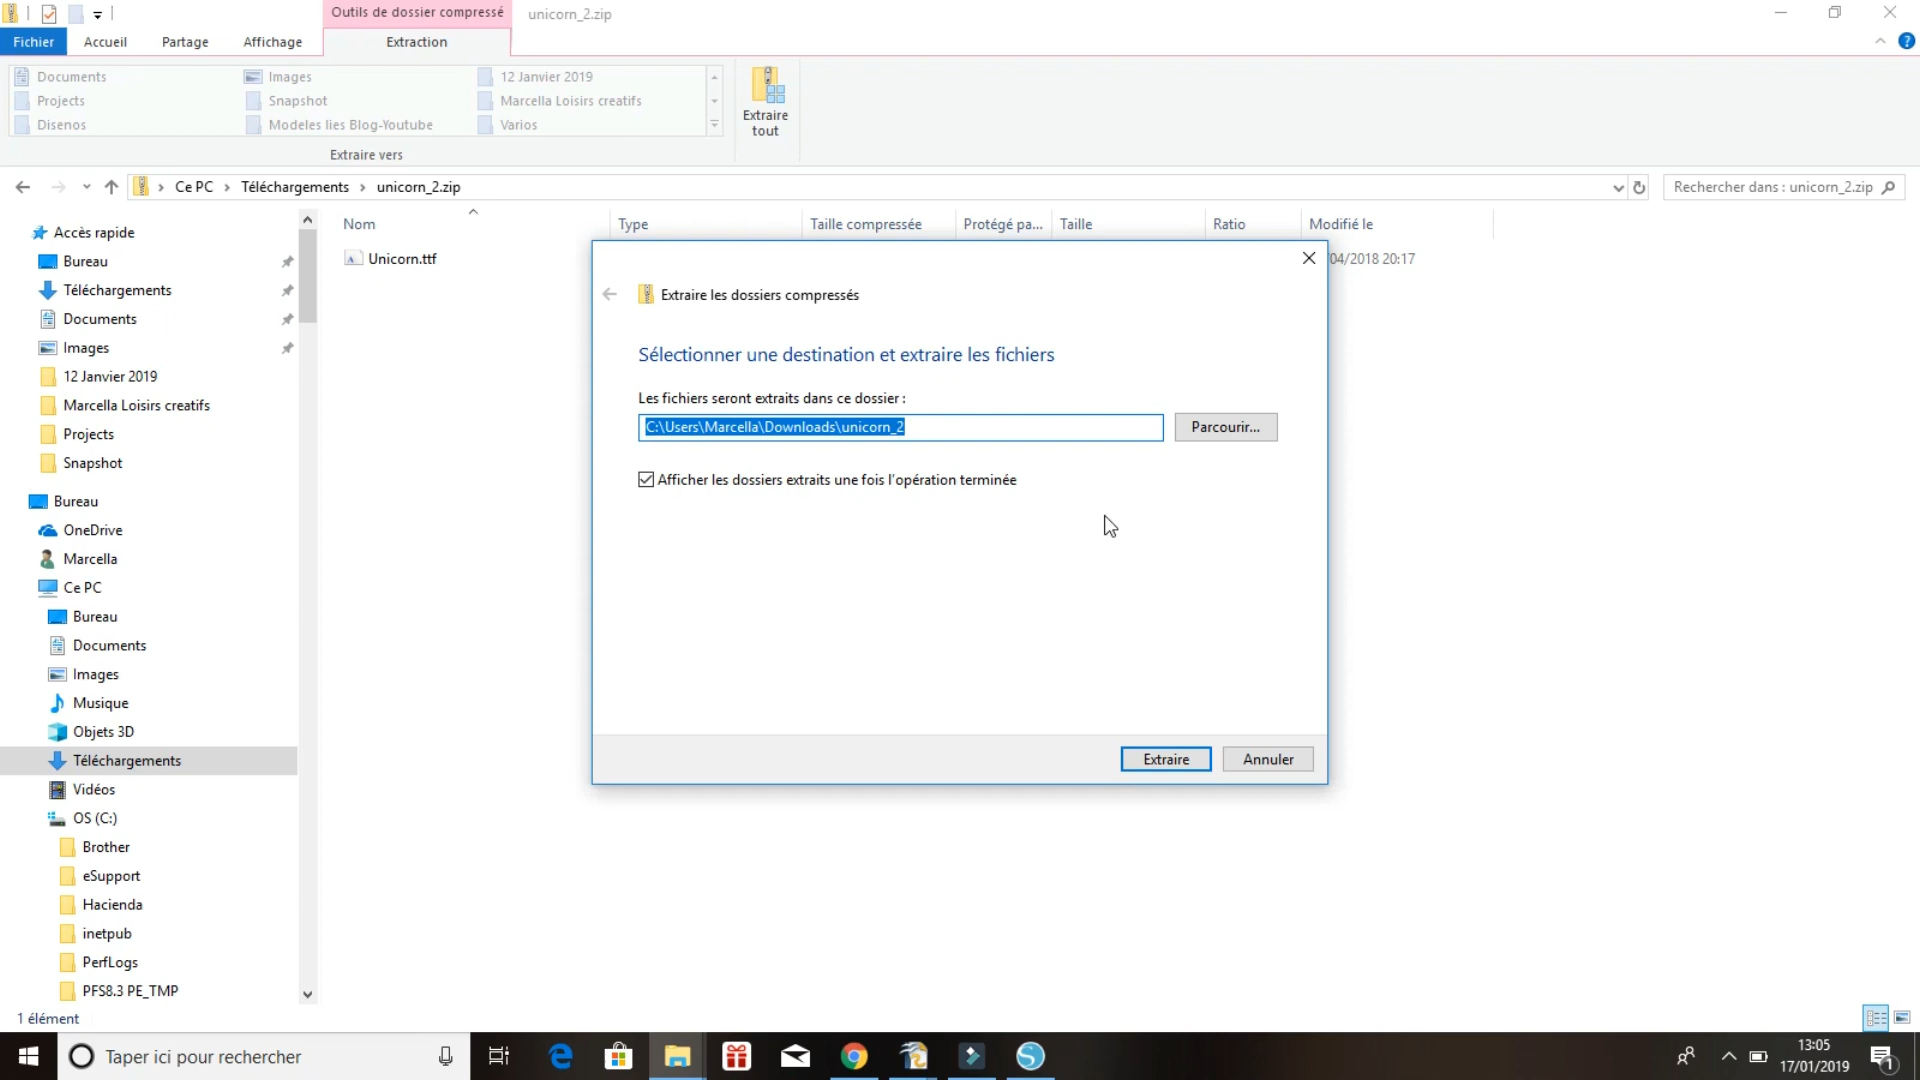 Outils de dossier compressé
unicorn_2.zip
Fichier
Accueil
Partage
Affichage
Extraction
Documents
Images
12 Janvier 2019
Projects
Snapshot
Marcella Loisirs creatifs
Disenos
Modeles lies Blog-Youtube
Varios
Extraire tout
Extraire vers
Ce PC
Téléchargements
unicorn_2.zip
Rechercher dans : unicorn_2.zip
Nom
Type
Taille compressée
Protégé pa...
Taille
Ratio
Modifié le
Unicorn.ttf
04/2018 20:17
Accès rapide
Bureau
Téléchargements
Documents
Images
12 Janvier 2019
Marcella Loisirs creatifs
Projects
Snapshot
Bureau
OneDrive
Marcella
Ce PC
Bureau
Documents
Images
Musique
Objets 3D
Téléchargements
Vidéos
OS (C:)
Brother
eSupport
Hacienda
inetpub
PerfLogs
PFS8.3 PE_TMP
1 élément
Extraire les dossiers compressés
Sélectionner une destination et extraire les fichiers
Les fichiers seront extraits dans ce dossier :
C:\Users\Marcella\Downloads\unicorn_2
Parcourir...
Afficher les dossiers extraits une fois l'opération terminée
Extraire
Annuler
Taper ici pour rechercher
13:05
17/01/2019
1